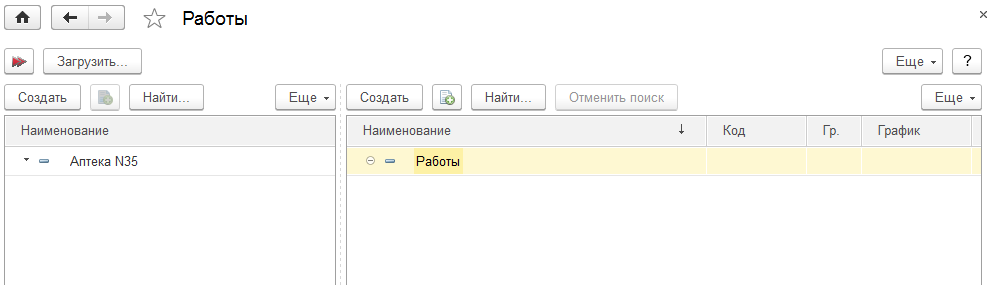 Работы
Загрузить...
Еще
?
Создать
Найти...
Еще
Создать
Найти...
Отменить поиск
Еще
Наименование
Наименование
Код
Гр.
График
Аптека N35
Работы